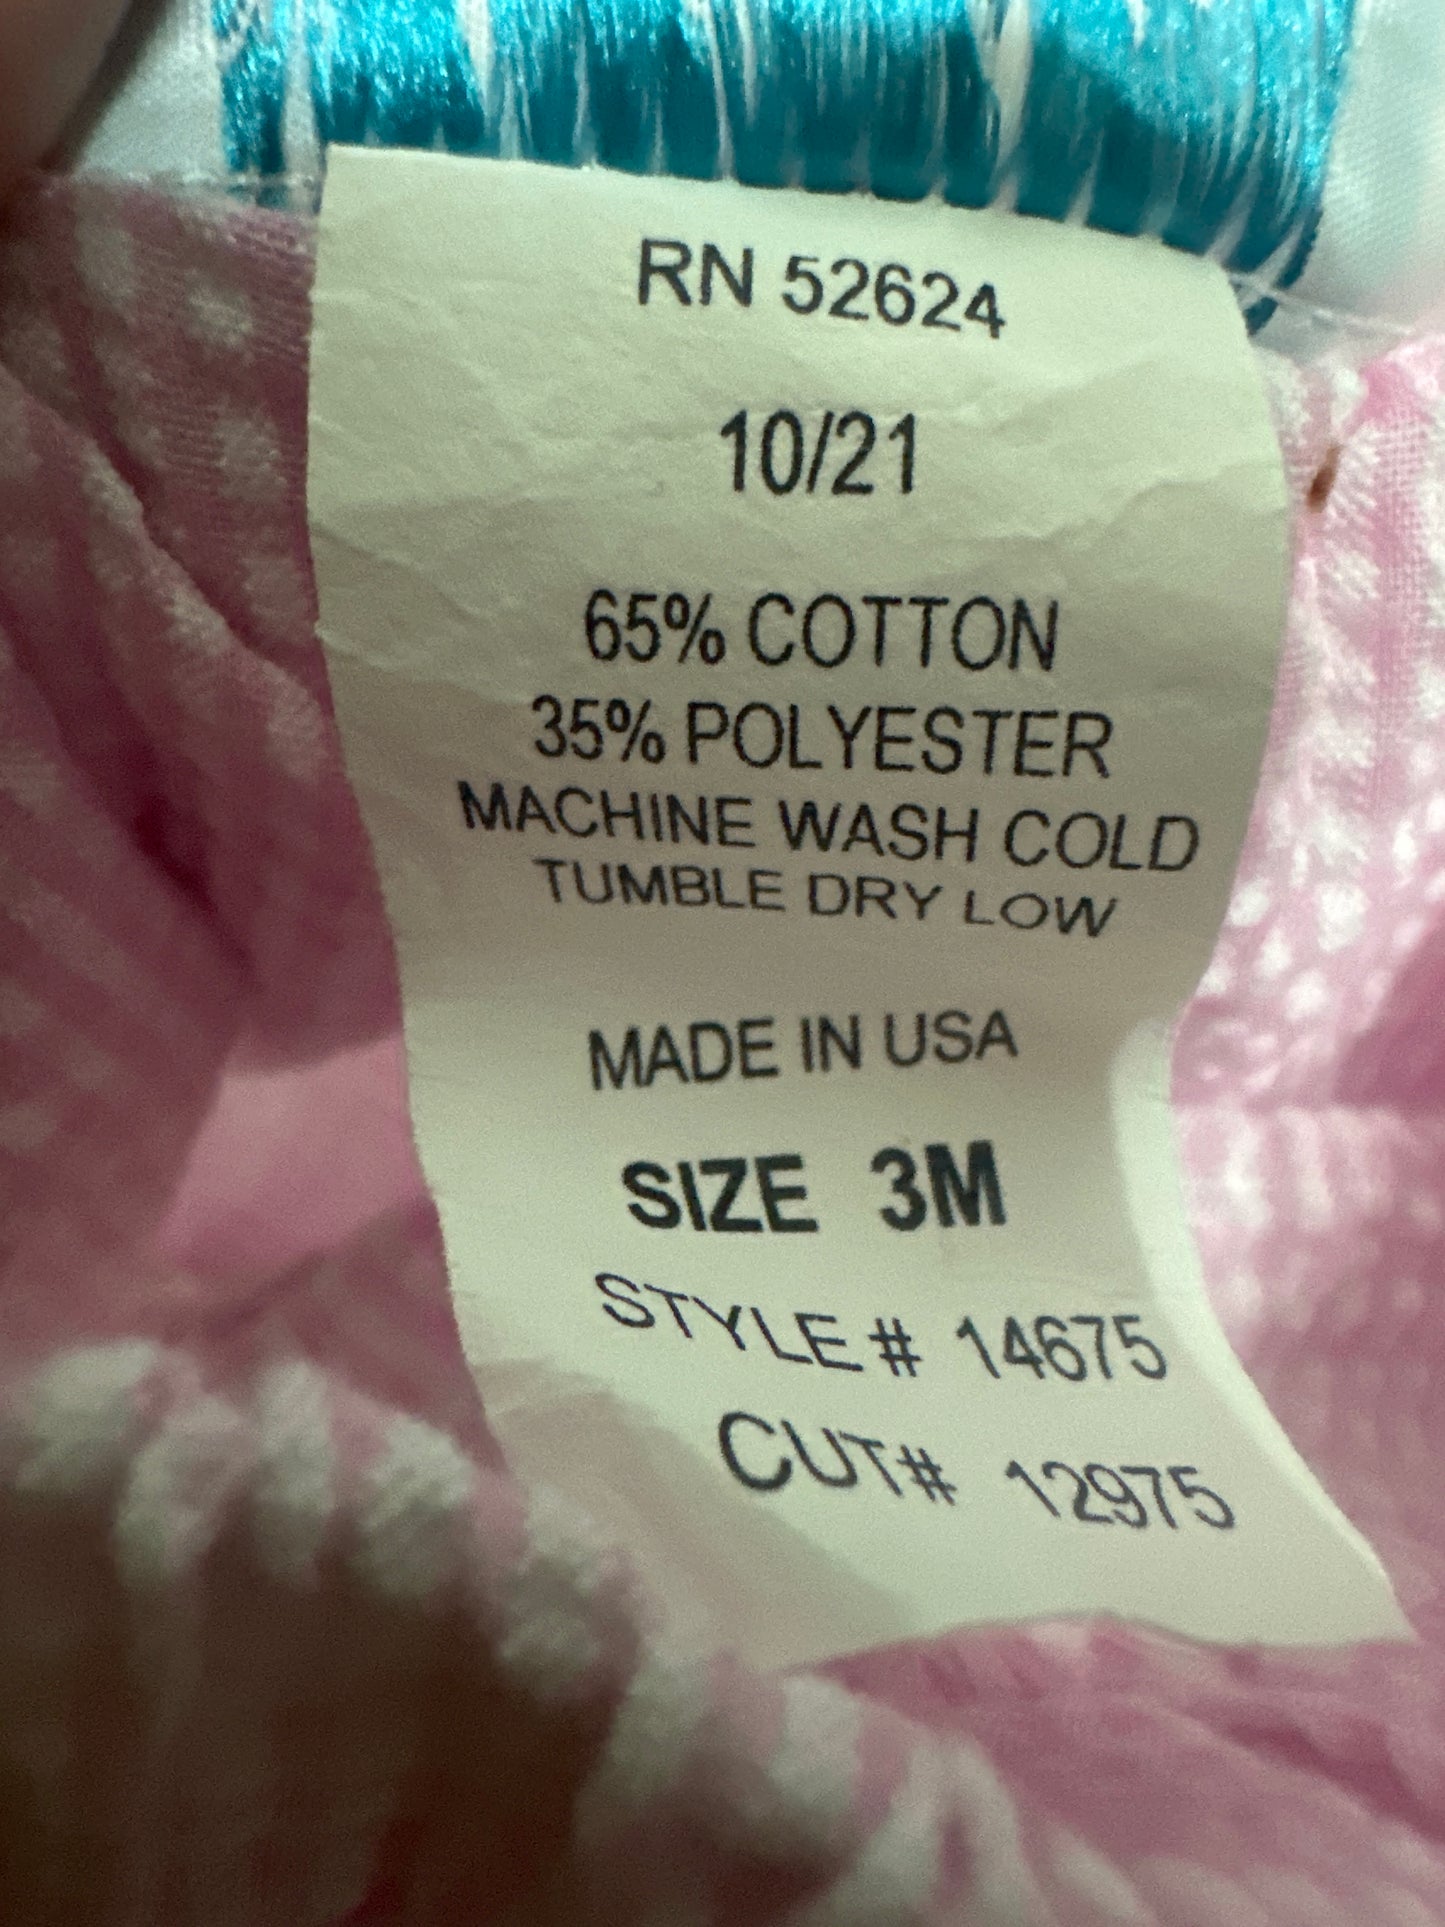 RN 52624
10/21
65% COTTON
35% POLYESTER
MACHINE WASH COLD
TUMBLE DRY LOW
MADE IN USA
SIZE 3M
STYLE # 14675
CUT# 12975